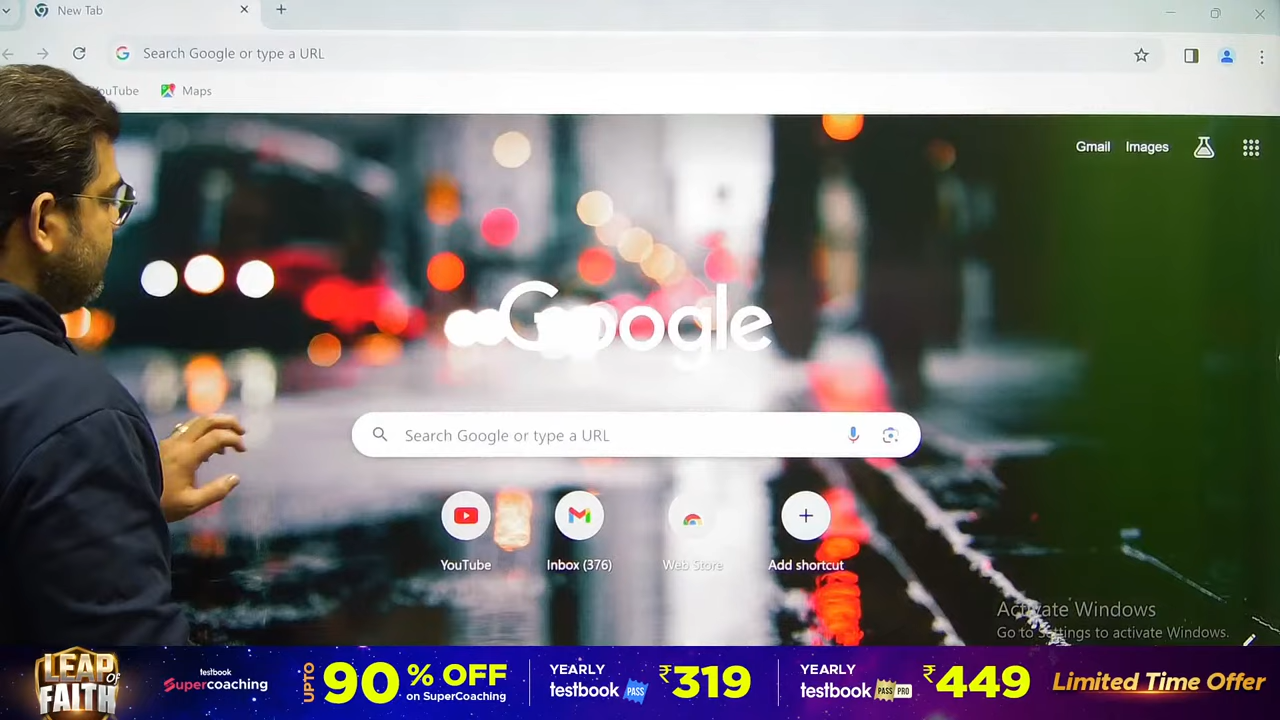 New Tab
Search Google or type a URL
YouTube
Maps
Gmail
Images
Google
Search Google or type a URL
YouTube
Inbox (376)
Web Store
Add shortcut
Activate Windows
Go to Settings to activate Windows.
LEAP OF FAITH
testbook
Supercoaching
UPTO 90% OFF
on SuperCoaching
YEARLY
testbook PASS
₹319
YEARLY
testbook PASS PRO
₹449
Limited Time Offer